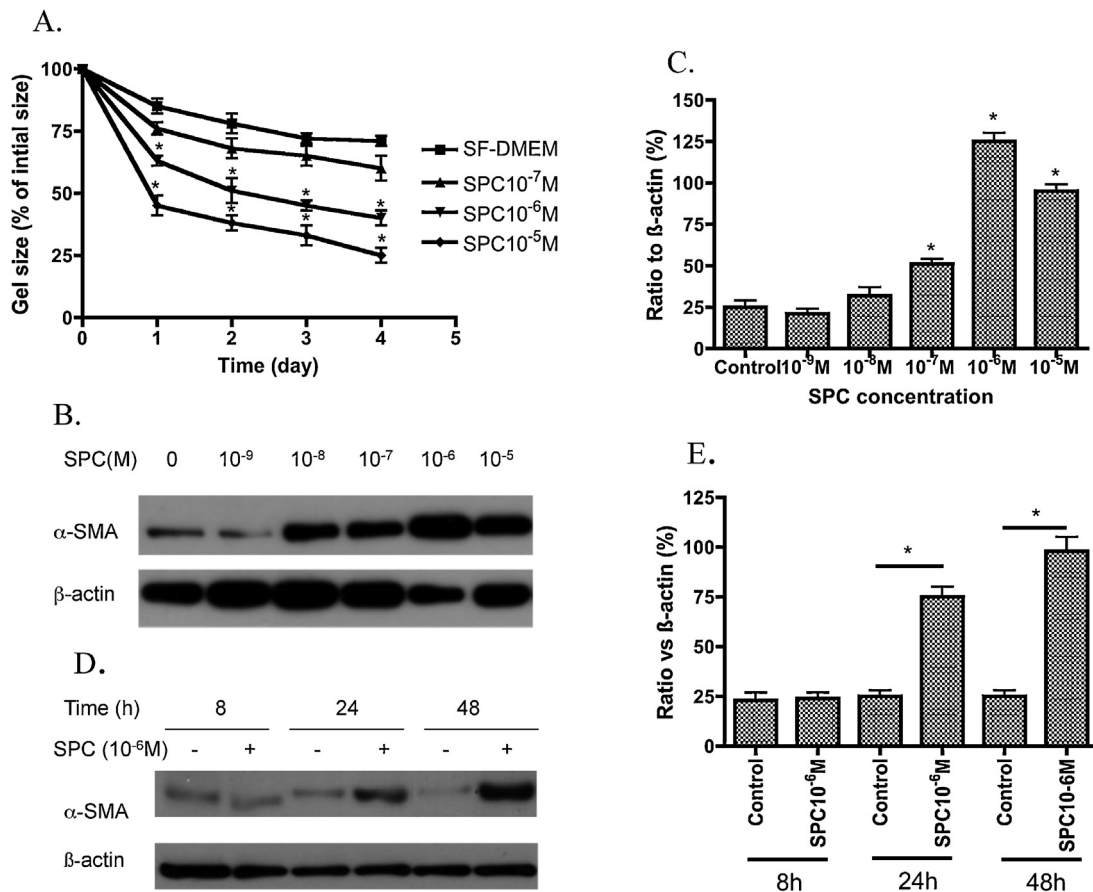 A.
Gel size (% of intial size)
100
75
50
25
0
0 1 2 3 4 5
Time (day)
* * * *
* * * *
SF-DMEM
SPC10-7M
SPC10-6M
SPC10-5M
B.
SPC(M) 0 10-9 10-8 10-7 10-6 10-5
α-SMA
β-actin
D.
Time (h) 8 24 48
SPC (10-6M) - + - + - +
α-SMA
ß-actin
C.
Ratio to ß-actin (%)
150
125
100
75
50
25
0
* * *
Control 10-9M 10-8M 10-7M 10-6M 10-5M
SPC concentration
E.
Ratio vs ß-actin (%)
125
100
75
50
25
0
* *
Control SPC10-6M Control SPC10-6M Control SPC10-6M
8h 24h 48h